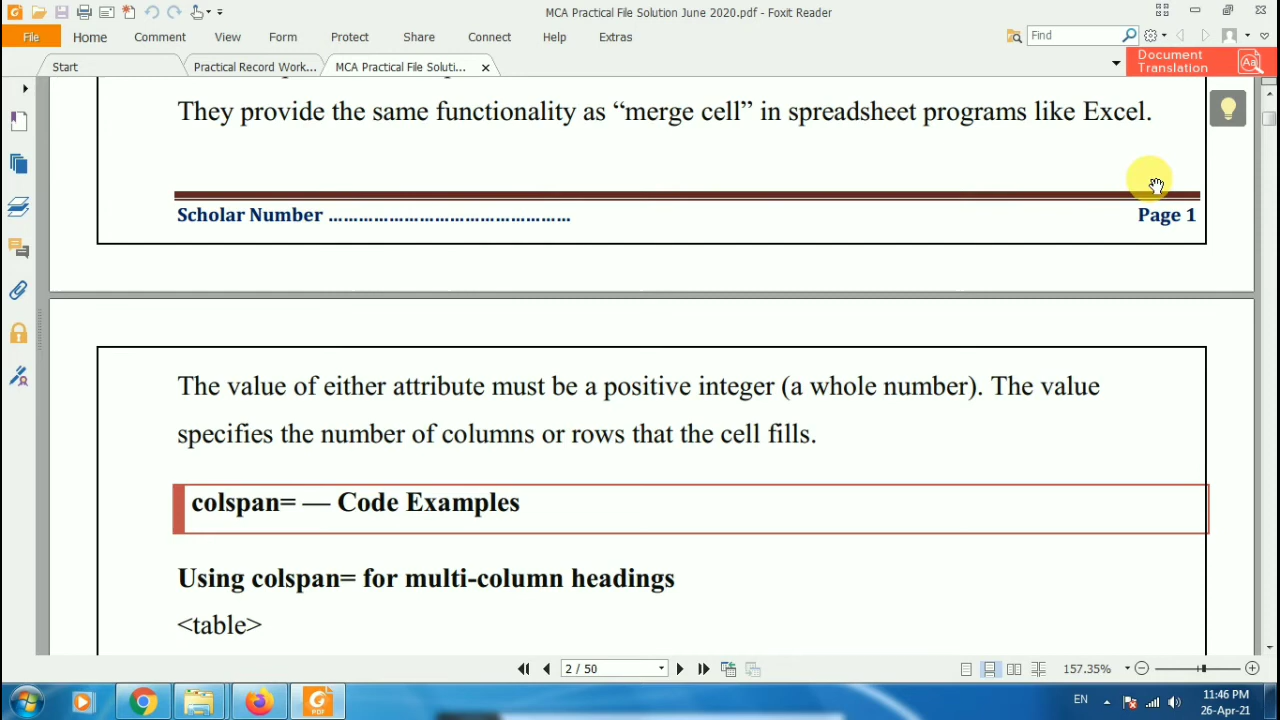 MCA Practical File Solution June 2020.pdf - Foxit Reader
File Home Comment View Form Protect Share Connect Help Extras Find
Start Practical Record Work... MCA Practical File Soluti... Document Translation
They provide the same functionality as “merge cell” in spreadsheet programs like Excel.
Scholar Number ................................................ Page 1
The value of either attribute must be a positive integer (a whole number). The value
specifies the number of columns or rows that the cell fills.
colspan= — Code Examples
Using colspan= for multi-column headings
<table>
2 / 50 157.35%
EN 11:46 PM
26-Apr-21